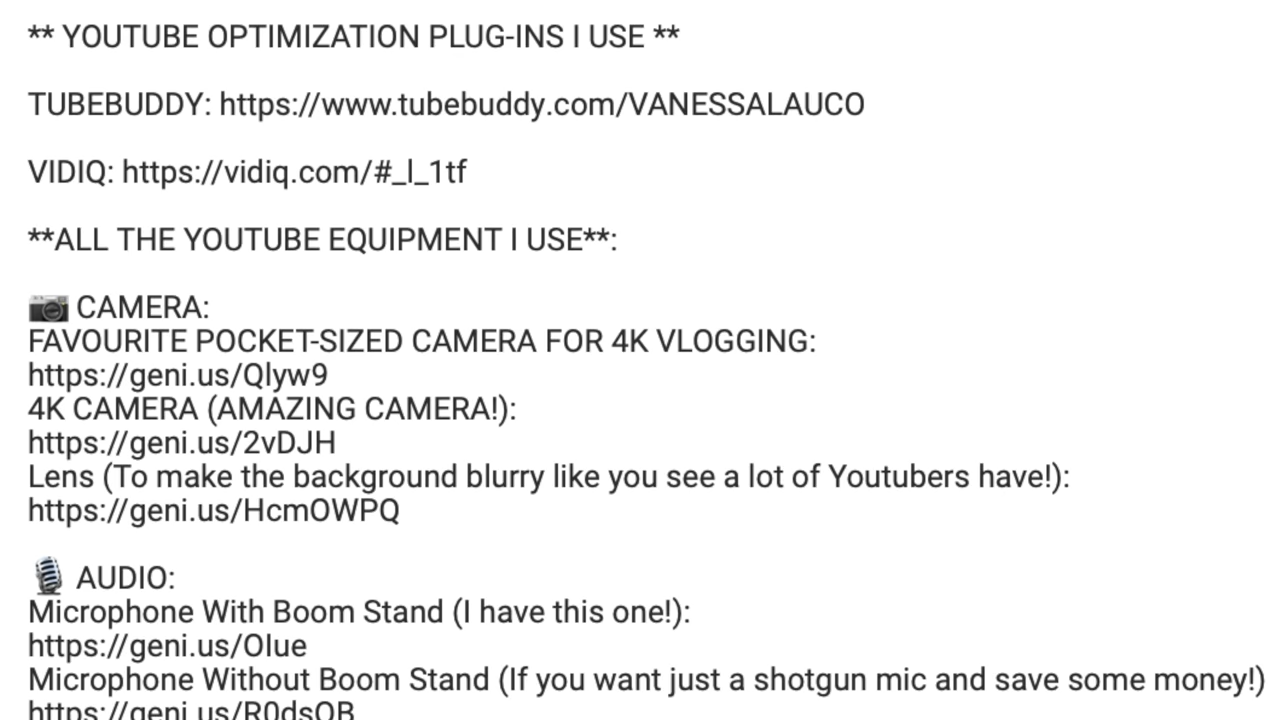 ** YOUTUBE OPTIMIZATION PLUG-INS I USE **
TUBEBUDDY: https://www.tubebuddy.com/VANESSALAUCO
VIDIQ: https://vidiq.com/#_l_1tf
**ALL THE YOUTUBE EQUIPMENT I USE**:
📷 CAMERA:
FAVOURITE POCKET-SIZED CAMERA FOR 4K VLOGGING:
https://geni.us/Qlyw9
4K CAMERA (AMAZING CAMERA!):
https://geni.us/2vDJH
Lens (To make the background blurry like you see a lot of Youtubers have!):
https://geni.us/HcmOWPQ
🎙 AUDIO:
Microphone With Boom Stand (I have this one!):
https://geni.us/OIue
Microphone Without Boom Stand (If you want just a shotgun mic and save some money!)
https://geni.us/R0dsOB